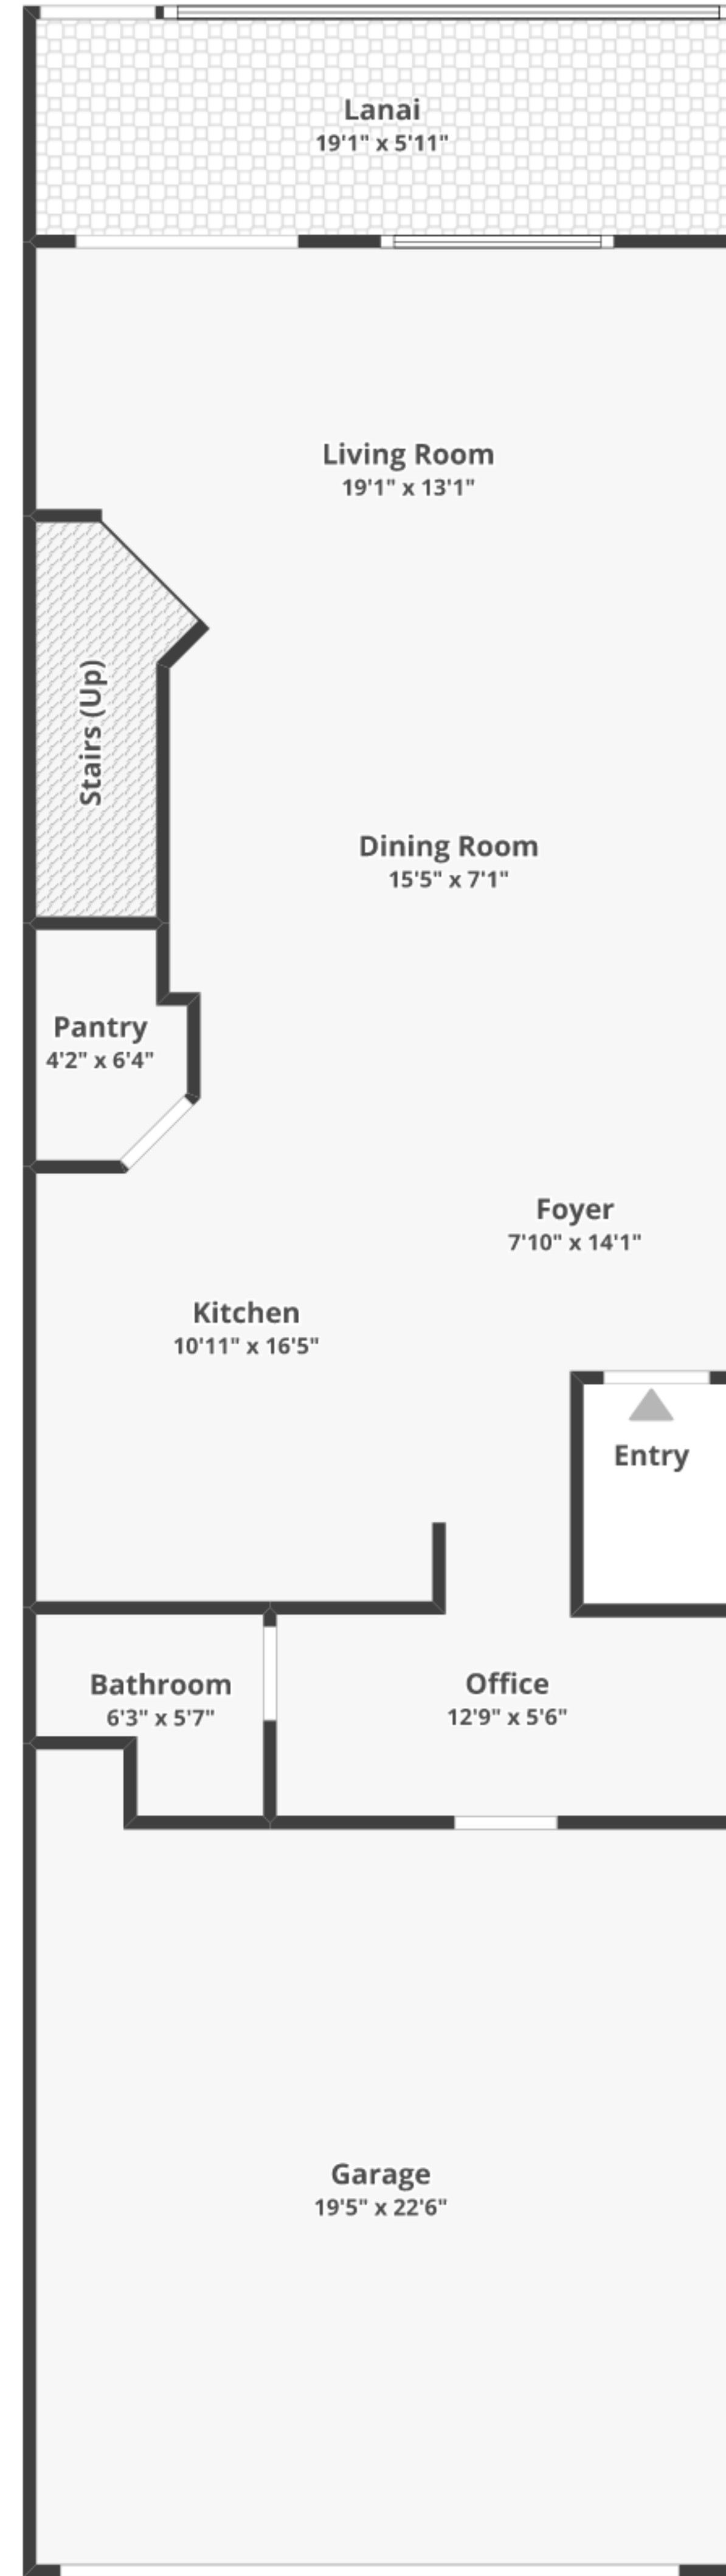 Lanai
19'1" x 5'11"
Living Room
19'1" x 13'1"
Stairs (Up)
Dining Room
15'5" x 7'1"
Pantry
4'2" x 6'4"
Foyer
7'10" x 14'1"
Kitchen
10'11" x 16'5"
Entry
Bathroom
6'3" x 5'7"
Office
12'9" x 5'6"
Garage
19'5" x 22'6"